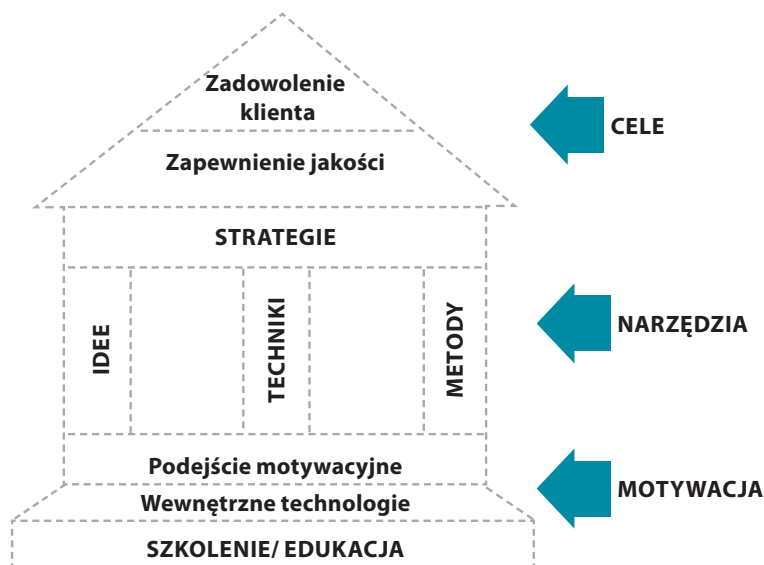 Zadowolenie
klienta
CELE
Zapewnienie jakości
STRATEGIE
IDEE
TECHNIKI
METODY
NARZĘDZIA
Podejście motywacyjne
MOTYWACJA
Wewnętrzne technologie
SZKOLENIE/ EDUKACJA